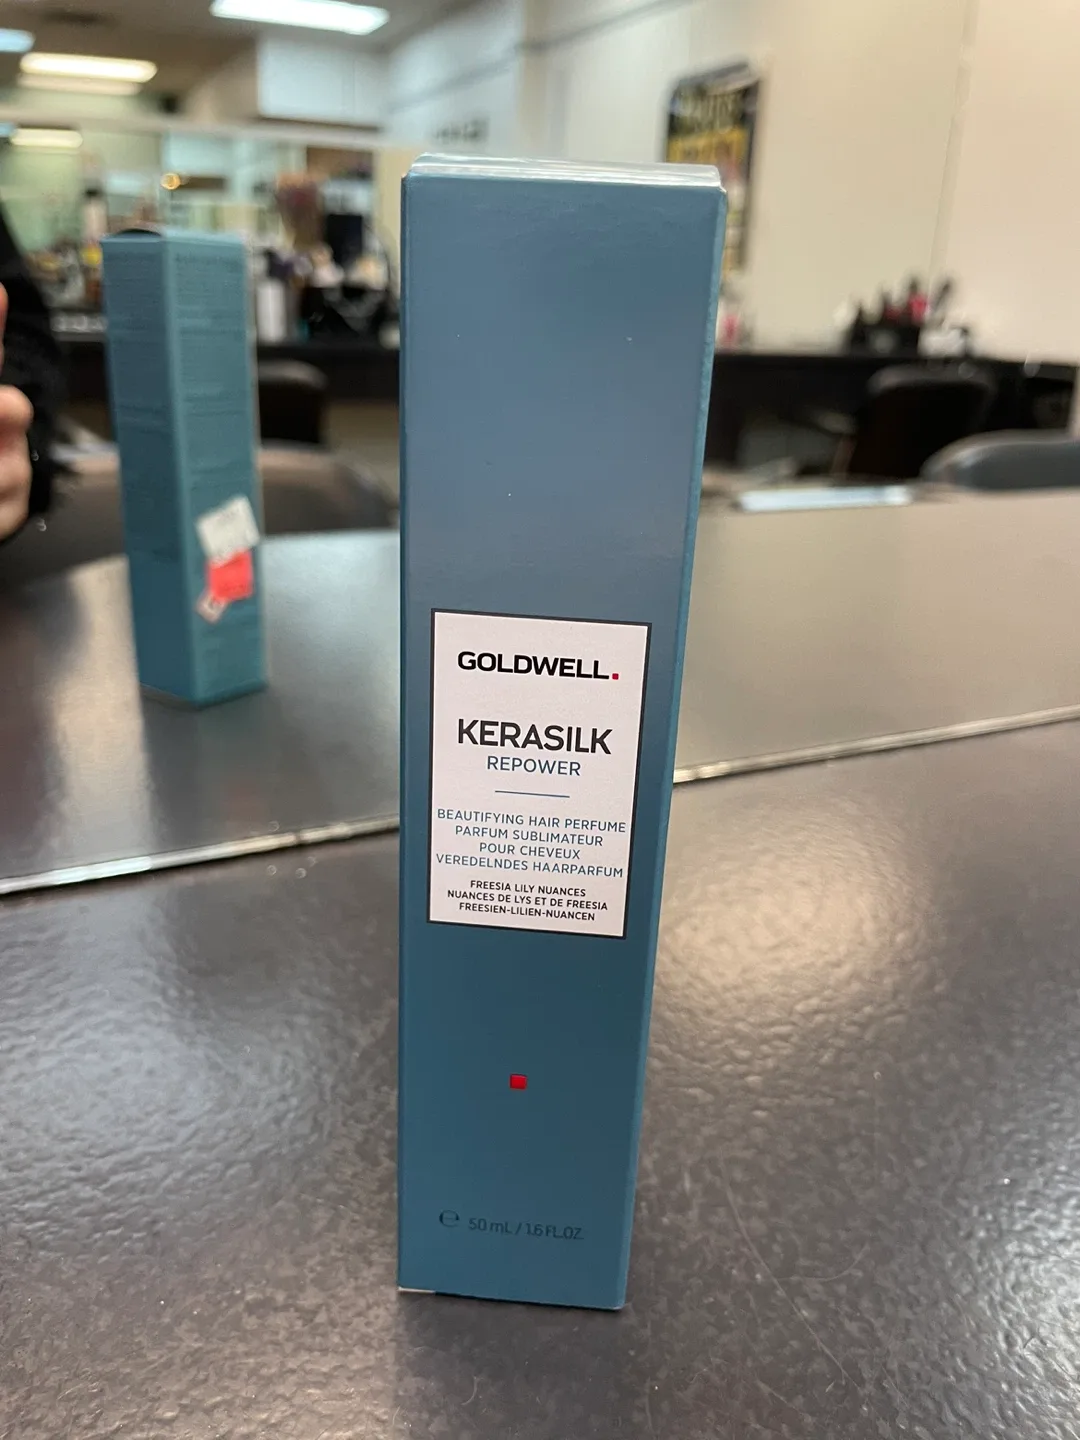 GOLDWELL.
KERASILK
REPOWER
BEAUTIFYING HAIR PERFUME
PARFUM SUBLIMATEUR
POUR CHEVEUX
VEREDELNDES HAARPARFUM
FREESIA LILY NUANCES
NUANCES DE LYS ET DE FREESIA
FREESIEN-LILIEN-NUANCEN
℮ 50 mL / 1.6 FL.OZ.